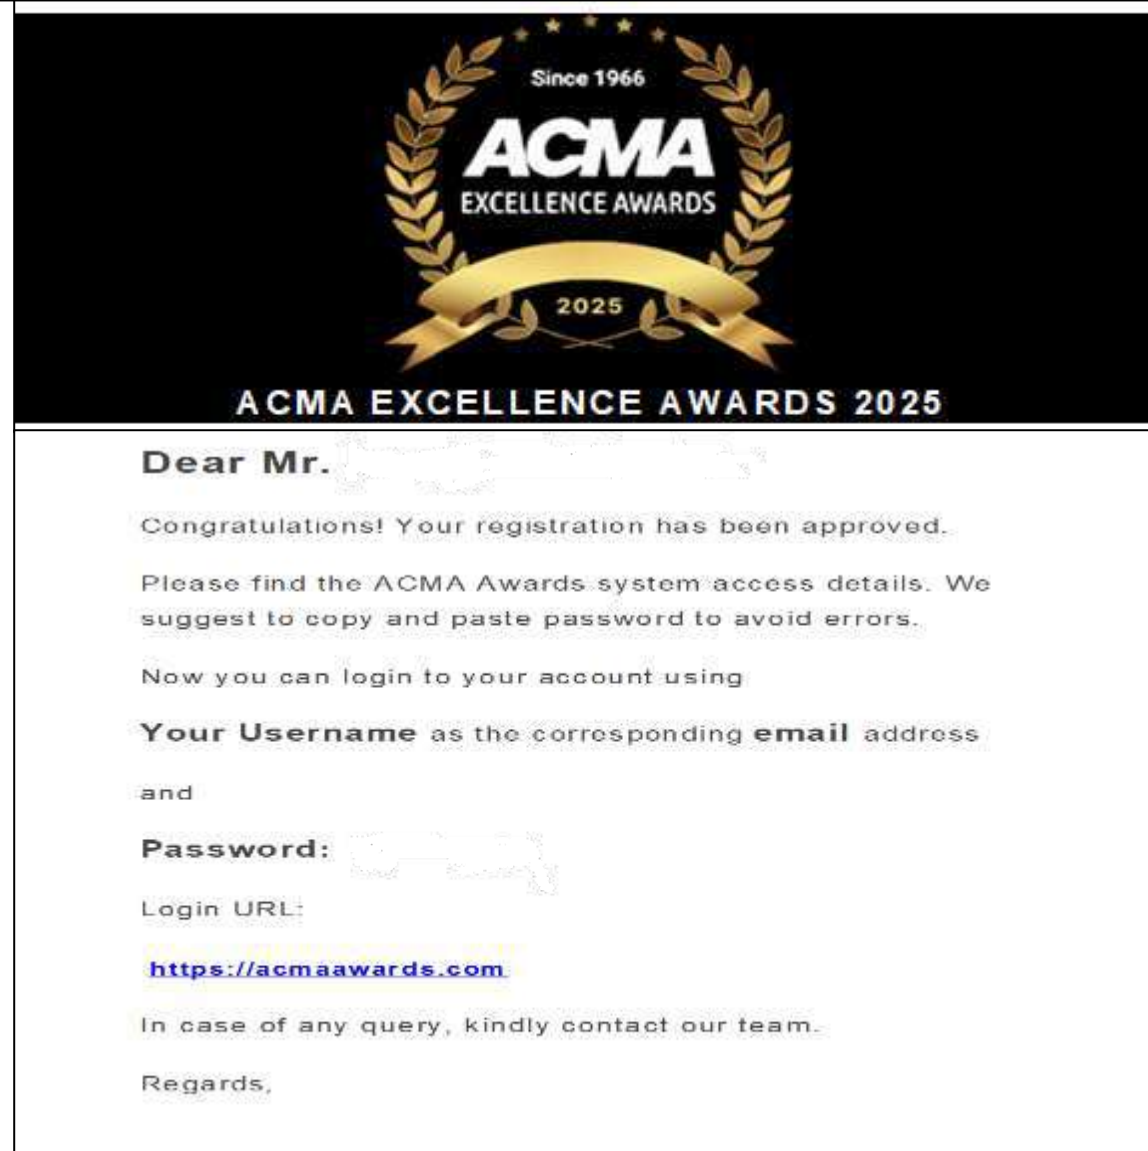 Since 1966
ACMA
EXCELLENCE AWARDS
2025
ACMA EXCELLENCE AWARDS 2025
Dear Mr.
Congratulations! Your registration has been approved.
Please find the ACMA Awards system access details. We
suggest to copy and paste password to avoid errors.
Now you can login to your account using
Your Username as the corresponding email address
and
Password:
Login URL:
https://acmaawards.com
In case of any query, kindly contact our team.
Regards,